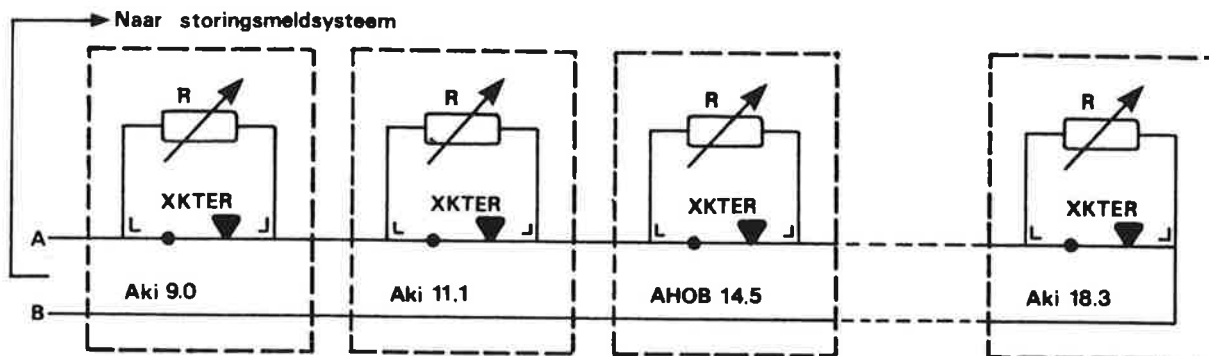 Naar storingsmeldsysteem
R R R R
XKTER XKTER XKTER XKTER
A
Aki 9.0 Aki 11.1 AHOB 14.5 Aki 18.3
B